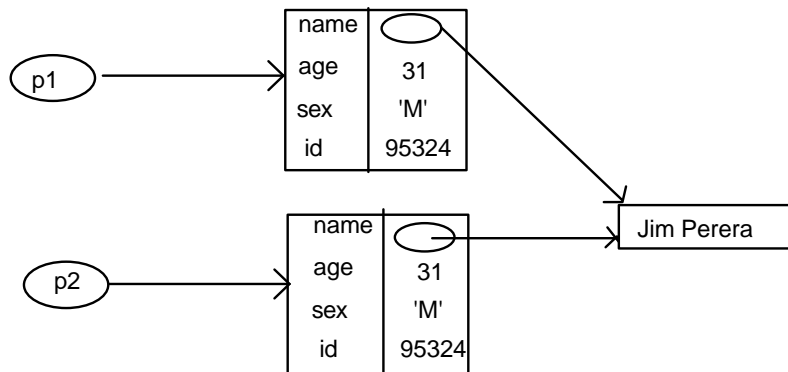 name
p1
age 31
sex 'M'
id 95324
Jim Perera
name
p2
age 31
sex 'M'
id 95324